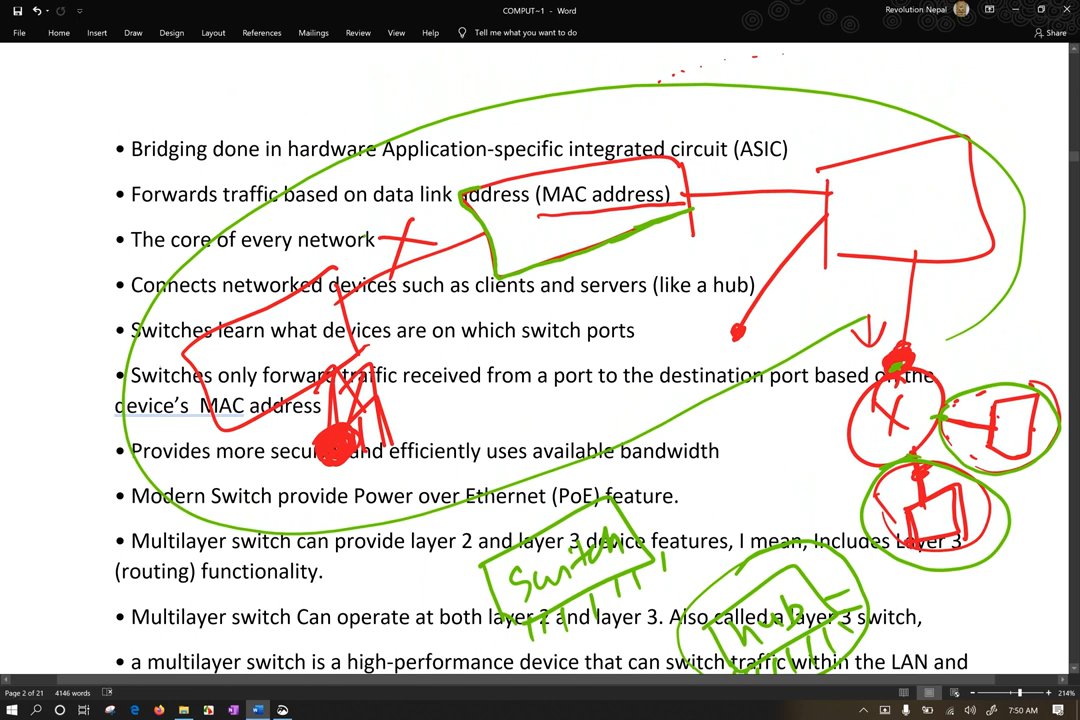 COMPUT~1 - Word
Revolution Nepal
File Home Insert Draw Design Layout References Mailings Review View Help Tell me what you want to do Share
• Bridging done in hardware Application-specific integrated circuit (ASIC)
• Forwards traffic based on data link address (MAC address)
• The core of every network
• Connects networked devices such as clients and servers (like a hub)
• Switches learn what devices are on which switch ports
• Switches only forward traffic received from a port to the destination port based on the
device's MAC address
• Provides more security and efficiently uses available bandwidth
• Modern Switch provide Power over Ethernet (PoE) feature.
• Multilayer switch can provide layer 2 and layer 3 device features, I mean, Includes Layer 3
(routing) functionality.
• Multilayer switch Can operate at both layer 2 and layer 3. Also called a layer 3 switch,
• a multilayer switch is a high-performance device that can switch traffic within the LAN and
Switch
hub
X
X
Page 2 of 21 4146 words 214%
7:50 AM